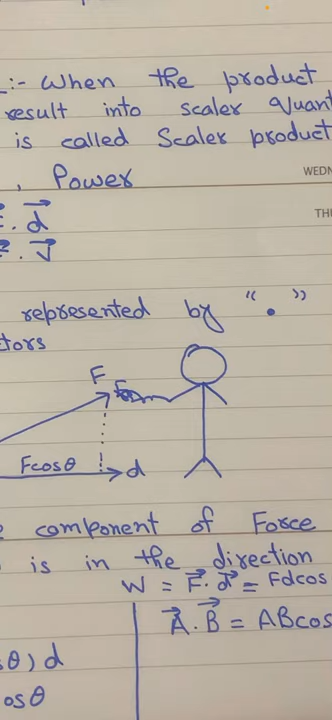 :- When the product
result into scaler quant
is called Scaler product
, Power
WEDN
. d
THU
. V
represented by " . "
tors
F
Fcosθ
d
component of Force
is in the direction
W = F . d = Fdcos
A . B = ABcos
θ) d
osθ